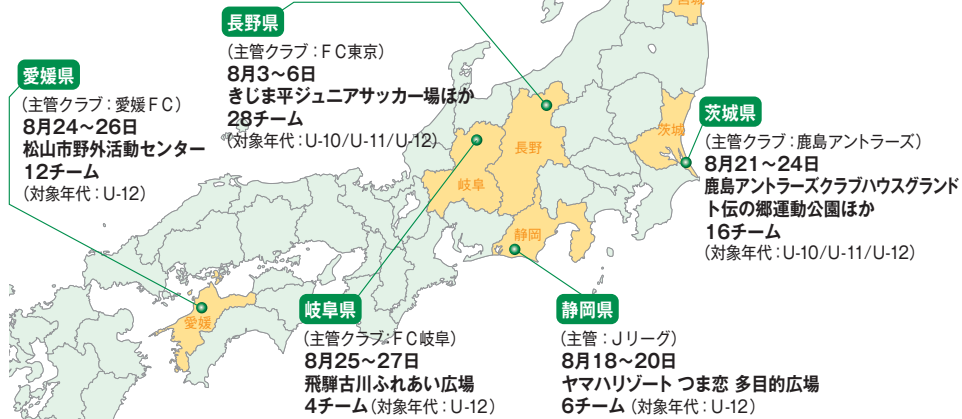 宮城
長野県
(主管クラブ：ＦＣ東京)
8月3～6日
きじま平ジュニアサッカー場ほか
28チーム
(対象年代：U-10/U-11/U-12)
愛媛県
(主管クラブ：愛媛ＦＣ)
8月24～26日
松山市野外活動センター
12チーム
(対象年代：U-12)
茨城県
(主管クラブ：鹿島アントラーズ)
8月21～24日
鹿島アントラーズクラブハウスグランド
ト伝の郷運動公園ほか
16チーム
(対象年代：U-10/U-11/U-12)
茨城
長野
岐阜
静岡
愛媛
岐阜県
(主管クラブ：ＦＣ岐阜)
8月25～27日
飛騨古川ふれあい広場
4チーム(対象年代：U-12)
静岡県
(主管：Ｊリーグ)
8月18～20日
ヤマハリゾート つま恋 多目的広場
6チーム(対象年代：U-12)